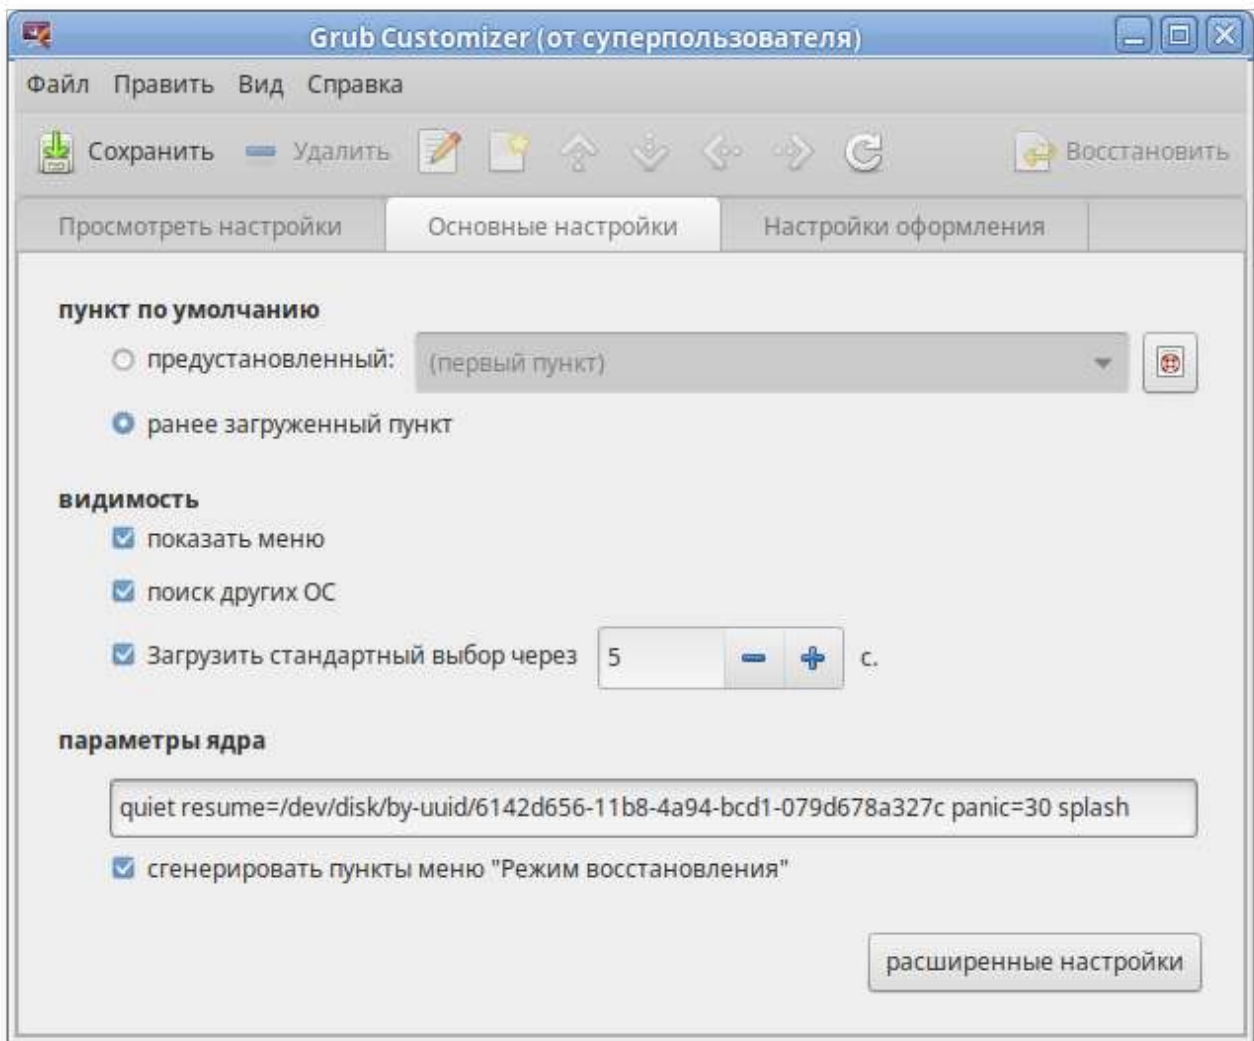 Grub Customizer (от суперпользователя)
Файл Править Вид Справка
Сохранить Удалить Восстановить
Просмотреть настройки Основные настройки Настройки оформления
пункт по умолчанию
предустановленный: (первый пункт)
ранее загруженный пункт
видимость
показать меню
поиск других ОС
Загрузить стандартный выбор через 5 с.
параметры ядра
quiet resume=/dev/disk/by-uuid/6142d656-11b8-4a94-bcd1-079d678a327c panic=30 splash
сгенерировать пункты меню "Режим восстановления"
расширенные настройки